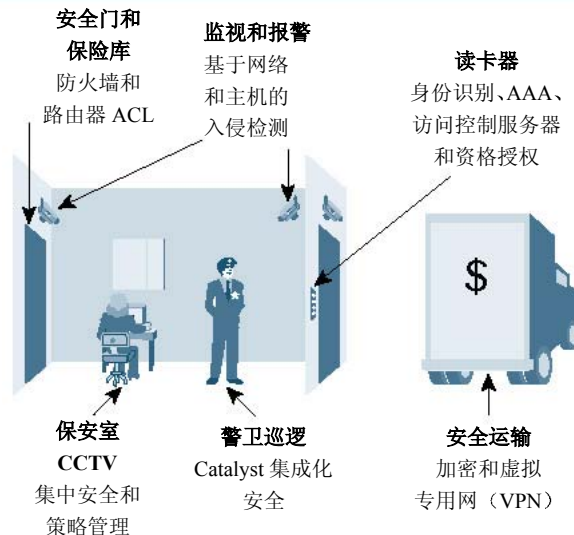 安全门和
保险库
防火墙和
路由器 ACL
监视和报警
基于网络
和主机的
入侵检测
读卡器
身份识别、AAA、
访问控制服务器
和资格授权
$
保安室
CCTV
集中安全和
策略管理
警卫巡逻
Catalyst 集成化
安全
安全运输
加密和虚拟
专用网（VPN）